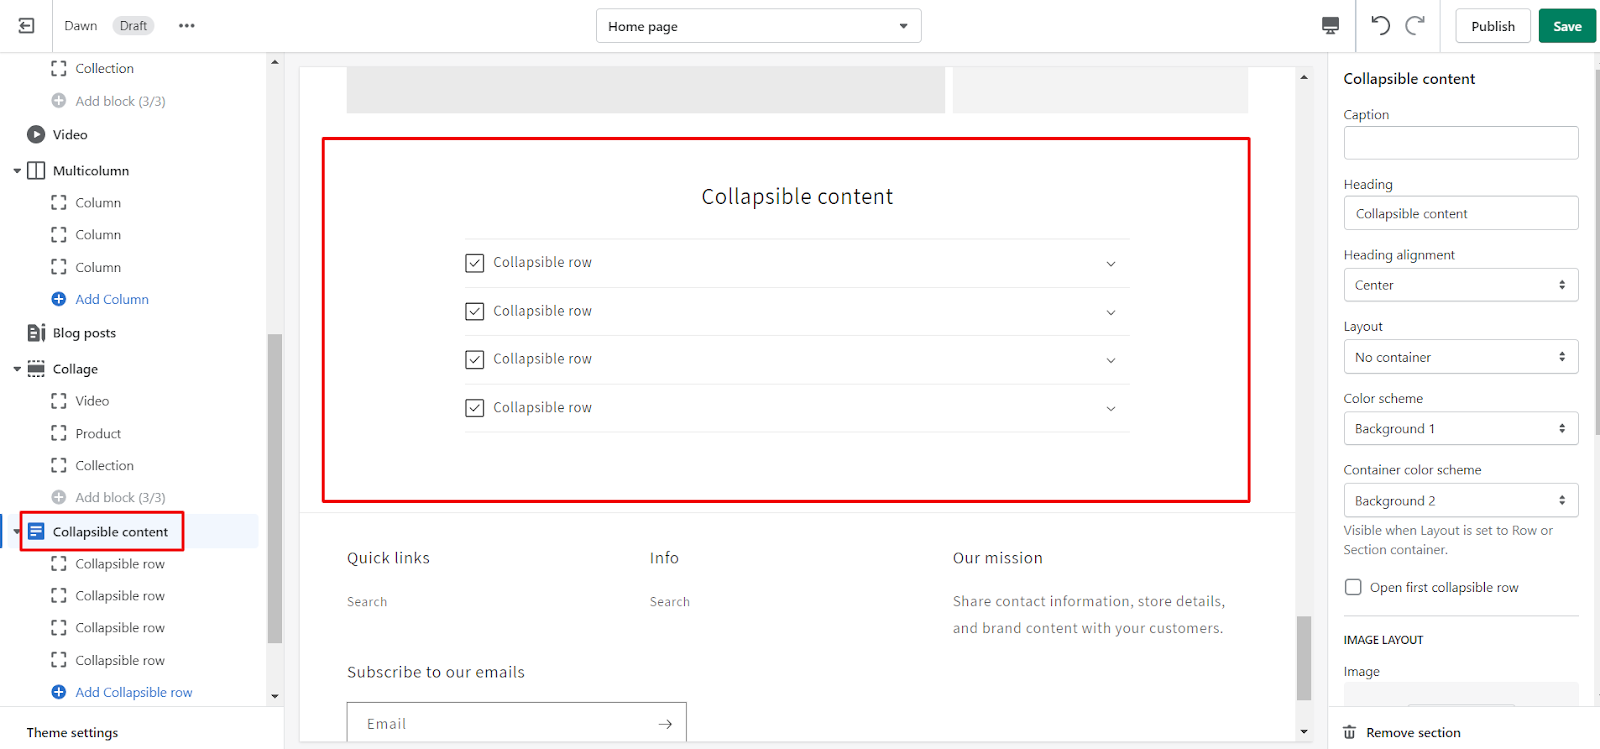 Dawn
Draft
Home page
Publish
Save
Collection
Add block (3/3)
Video
Multicolumn
Column
Column
Column
Add Column
Blog posts
Collage
Video
Product
Collection
Add block (3/3)
Collapsible content
Collapsible row
Collapsible row
Collapsible row
Collapsible row
Add Collapsible row
Theme settings
Collapsible content
Collapsible row
Collapsible row
Collapsible row
Collapsible row
Quick links
Search
Info
Search
Our mission
Share contact information, store details,
and brand content with your customers.
Subscribe to our emails
Email
Collapsible content
Caption
Heading
Collapsible content
Heading alignment
Center
Layout
No container
Color scheme
Background 1
Container color scheme
Background 2
Visible when Layout is set to Row or
Section container.
Open first collapsible row
IMAGE LAYOUT
Image
Remove section